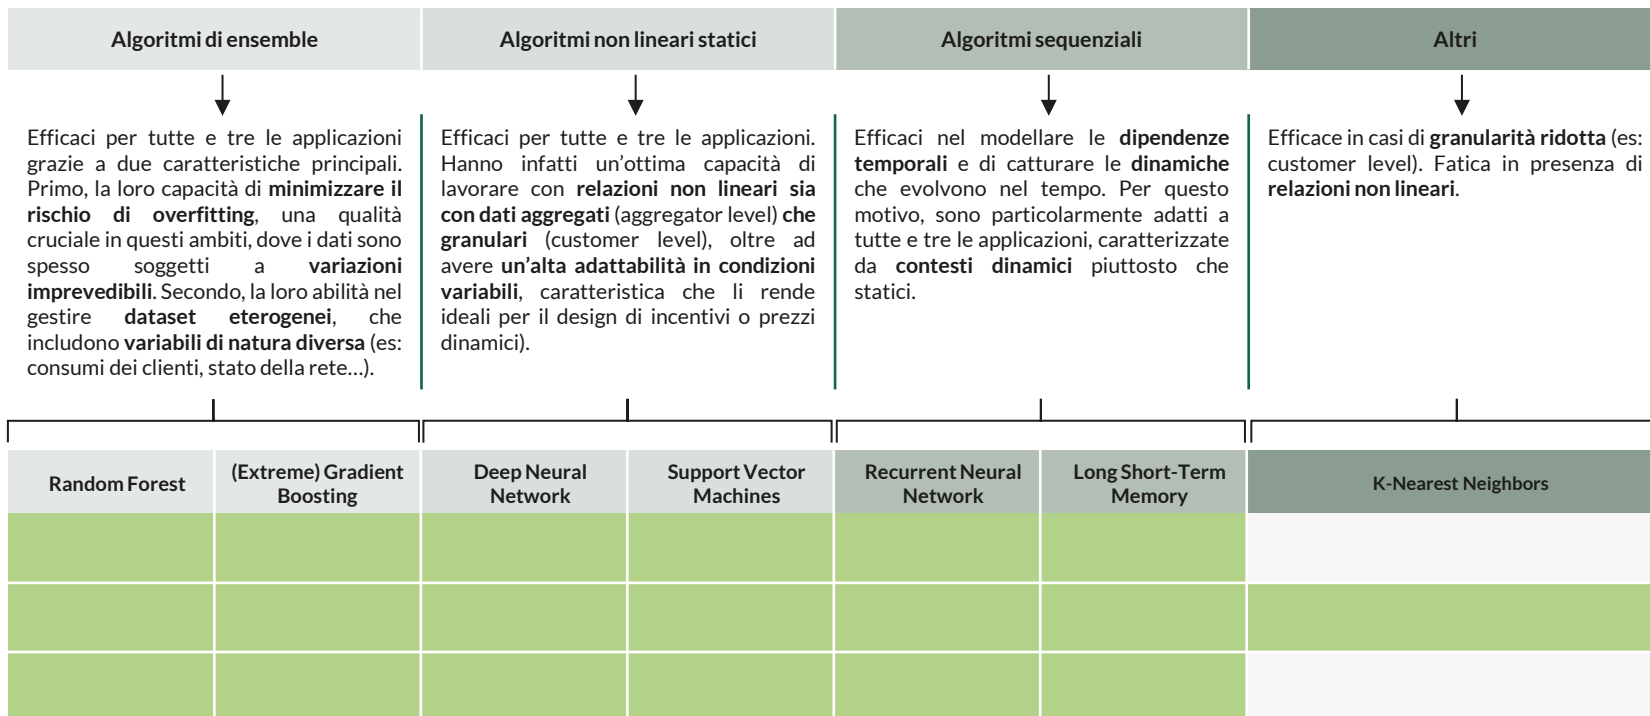 Algoritmi di ensemble
Algoritmi non lineari statici
Algoritmi sequenziali
Altri
Efficaci per tutte e tre le applicazioni
grazie a due caratteristiche principali.
Primo, la loro capacità di minimizzare il
rischio di overfitting, una qualità
cruciale in questi ambiti, dove i dati sono
spesso soggetti a variazioni
imprevedibili. Secondo, la loro abilità nel
gestire dataset eterogenei, che
includono variabili di natura diversa (es:
consumi dei clienti, stato della rete...).
Efficaci per tutte e tre le applicazioni.
Hanno infatti un'ottima capacità di
lavorare con relazioni non lineari sia
con dati aggregati (aggregator level) che
granulari (customer level), oltre ad
avere un'alta adattabilità in condizioni
variabili, caratteristica che li rende
ideali per il design di incentivi o prezzi
dinamici).
Efficaci nel modellare le dipendenze
temporali e di catturare le dinamiche
che evolvono nel tempo. Per questo
motivo, sono particolarmente adatti a
tutte e tre le applicazioni, caratterizzate
da contesti dinamici piuttosto che
statici.
Efficace in casi di granularità ridotta (es:
customer level). Fatica in presenza di
relazioni non lineari.
Random Forest
(Extreme) Gradient
Boosting
Deep Neural
Network
Support Vector
Machines
Recurrent Neural
Network
Long Short-Term
Memory
K-Nearest Neighbors